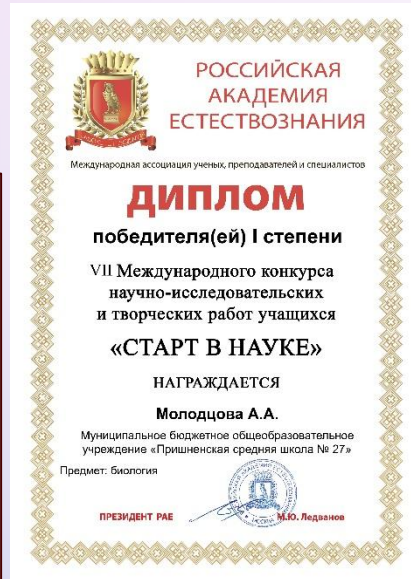 РОССИЙСКАЯ
АКАДЕМИЯ
ЕСТЕСТВОЗНАНИЯ
Международная ассоциация ученых, преподавателей и специалистов
ДИПЛОМ
победителя(ей) I степени
VII Международного конкурса
научно-исследовательских
и творческих работ учащихся
«СТАРТ В НАУКЕ»
НАГРАЖДАЕТСЯ
Молодцова А.А.
Муниципальное бюджетное общеобразовательное
учреждение «Пришненская средняя школа № 27»
Предмет: биология
ПРЕЗИДЕНТ РАЕ М.Ю. Ледванов